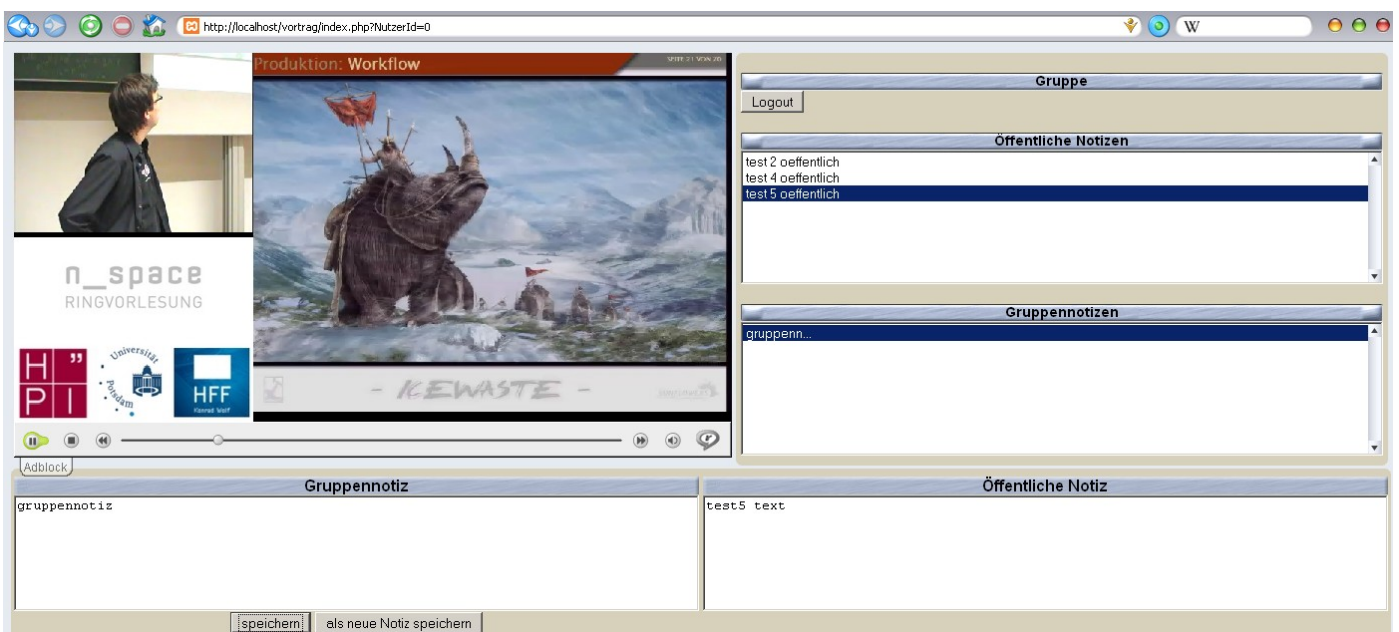 http://localhost/vortrag/index.php?NutzerId=0
W
Produktion: Workflow
SEITE 21 VON 26
n_space
RINGVORLESUNG
H"
PI
Universität
Potsdam
HFF
Konrad Wolf
- ICEWASTE -
Adblock
Gruppe
Logout
Öffentliche Notizen
test 2 oeffentlich
test 4 oeffentlich
test 5 oeffentlich
Gruppennotizen
gruppenn...
Gruppennotiz
gruppennotiz
speichern
als neue Notiz speichern
Öffentliche Notiz
test5 text